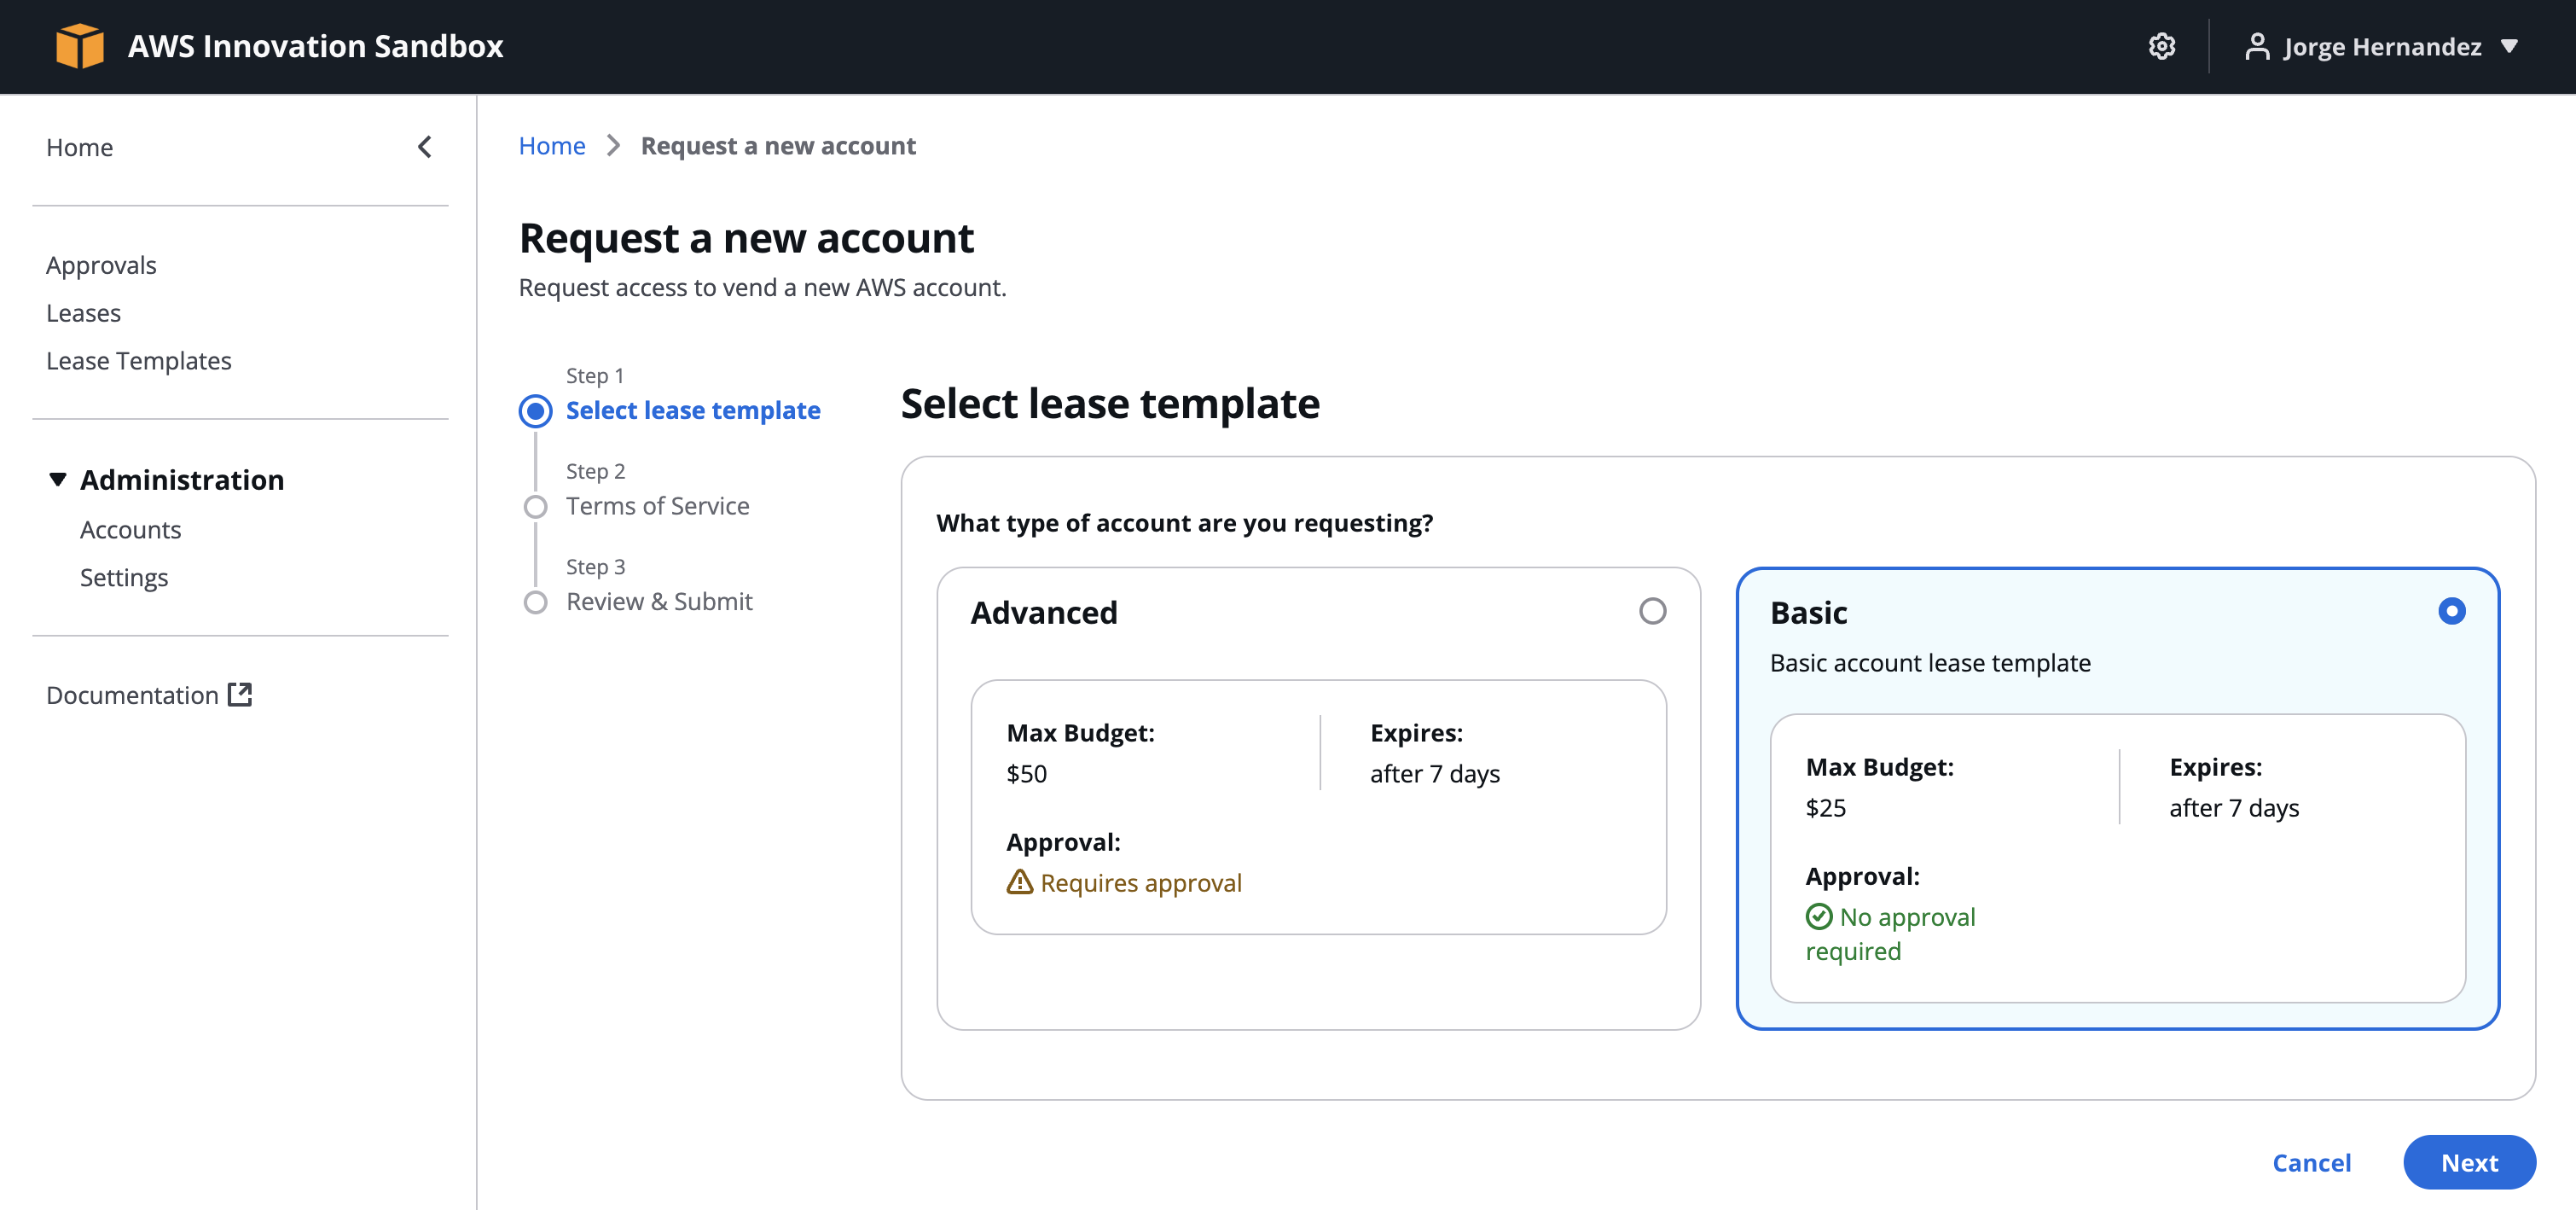 AWS Innovation Sandbox
Jorge Hernandez
Home
Approvals
Leases
Lease Templates
Administration
Accounts
Settings
Documentation
Home
Request a new account
Request a new account
Request access to vend a new AWS account.
Step 1
Select lease template
Step 2
Terms of Service
Step 3
Review & Submit
Select lease template
What type of account are you requesting?
Advanced
Max Budget:
$50
Expires:
after 7 days
Approval:
Requires approval
Basic
Basic account lease template
Max Budget:
$25
Expires:
after 7 days
Approval:
No approval
required
Cancel
Next